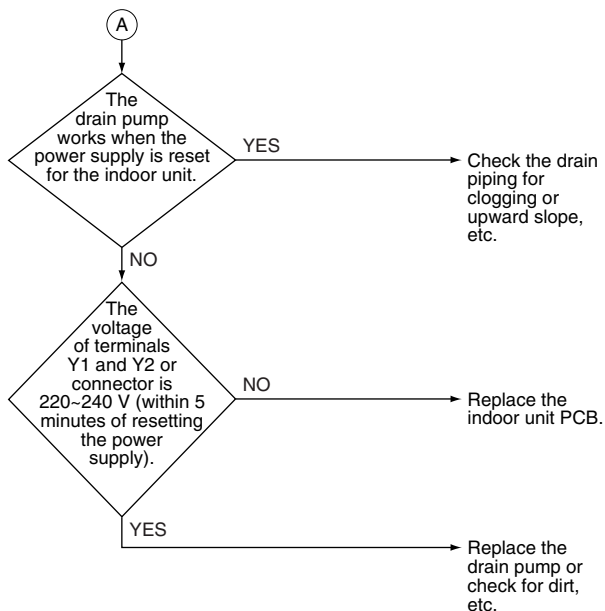 A
The
drain pump
works when the
power supply is reset
for the indoor unit.
YES
Check the drain
piping for
clogging or
upward slope,
etc.
NO
The
voltage
of terminals
Y1 and Y2 or
connector is
220~240 V (within 5
minutes of resetting
the power
supply).
NO
Replace the
indoor unit PCB.
YES
Replace the
drain pump or
check for dirt,
etc.